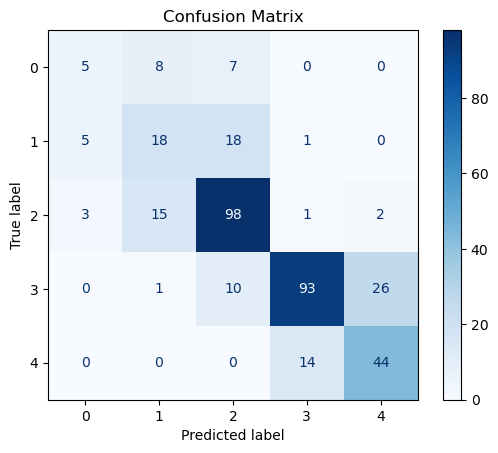 Confusion Matrix
True label
0 5 8 7 0 0
1 5 18 18 1 0
2 3 15 98 1 2
3 0 1 10 93 26
4 0 0 0 14 44
0 1 2 3 4
Predicted label
80
60
40
20
0